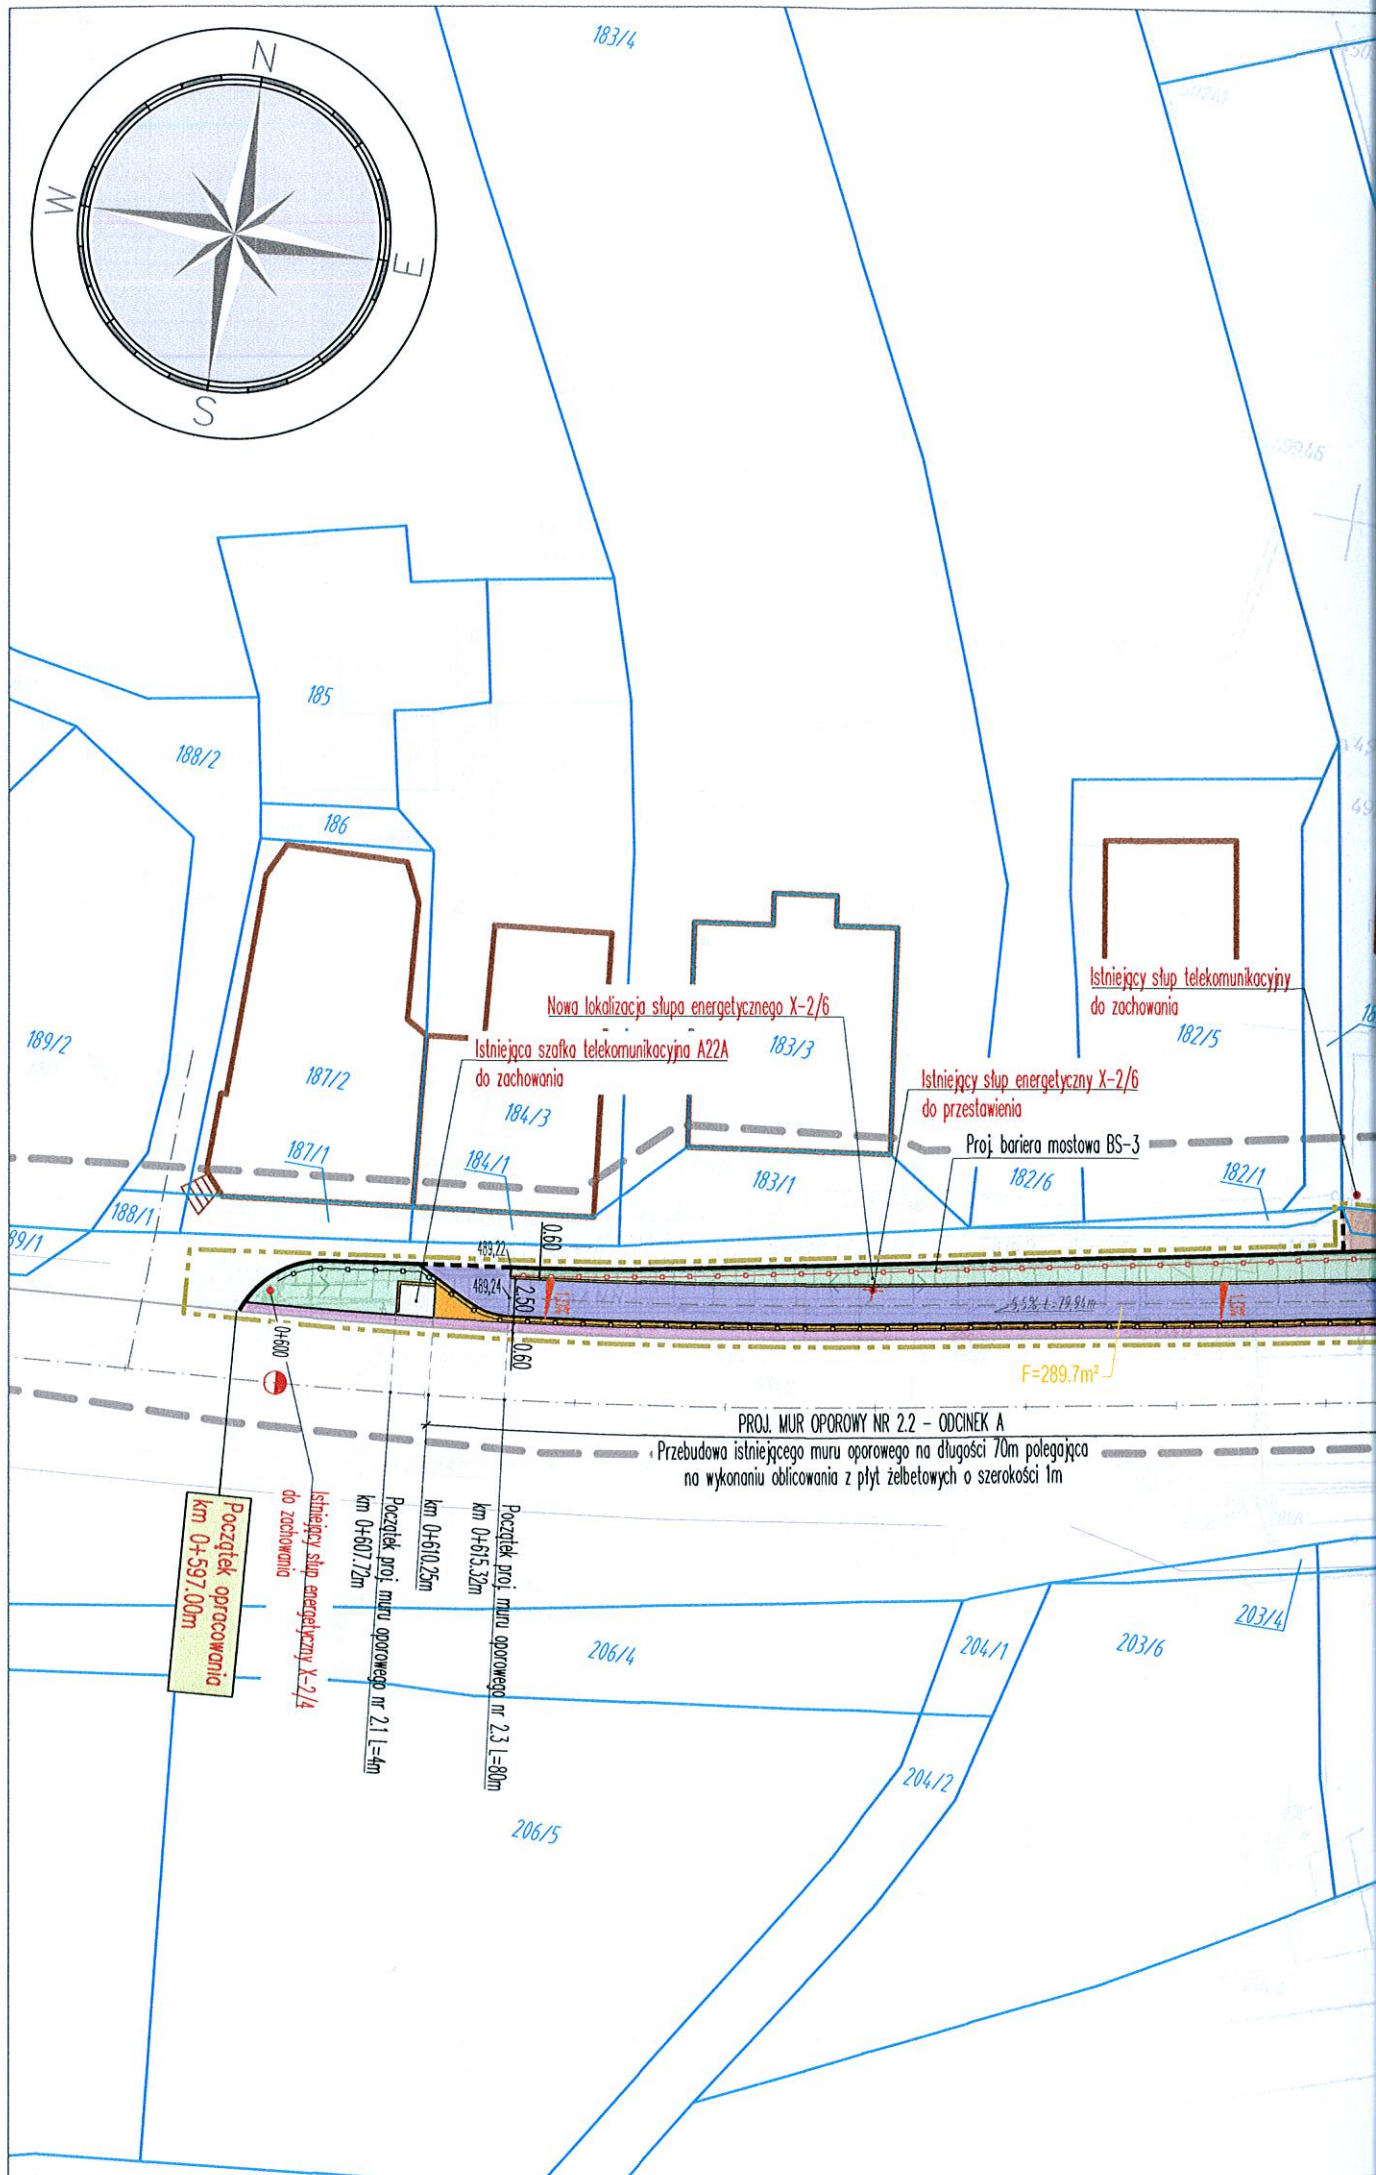 183/4
N
W
E
S
185
188/2
186
189/2
187/2
Nowa lokalizacja słupa energetycznego X-2/6
Istniejąca szafka telekomunikacyjna A22A
do zachowania
183/3
184/3
Istniejący słup telekomunikacyjny
do zachowania
182/5
Istniejący słup energetyczny X-2/6
do przestawienia
Proj. bariera mostowa BS-3
187/1
184/1
183/1
182/6
182/1
188/1
89/1
0.60
489,22
489,24
2.50
0.60
5,5% L=79,94m
F=289.7m²
0+600
PROJ. MUR OPOROWY NR 2.2 - ODCINEK A
Przebudowa istniejącego muru oporowego na długości 70m polegająca
na wykonaniu oblicowania z płyt żelbetowych o szerokości 1m
Początek opracowania
km 0+597.00m
Istniejący słup energetyczny X-2/4
do zachowania
Początek proj. muru oporowego nr 2.1 L=4m
km 0+607.72m
km 0+610.25m
Początek proj. muru oporowego nr 2.3 L=80m
km 0+615.32m
206/4
204/1
203/6
203/4
204/2
206/5